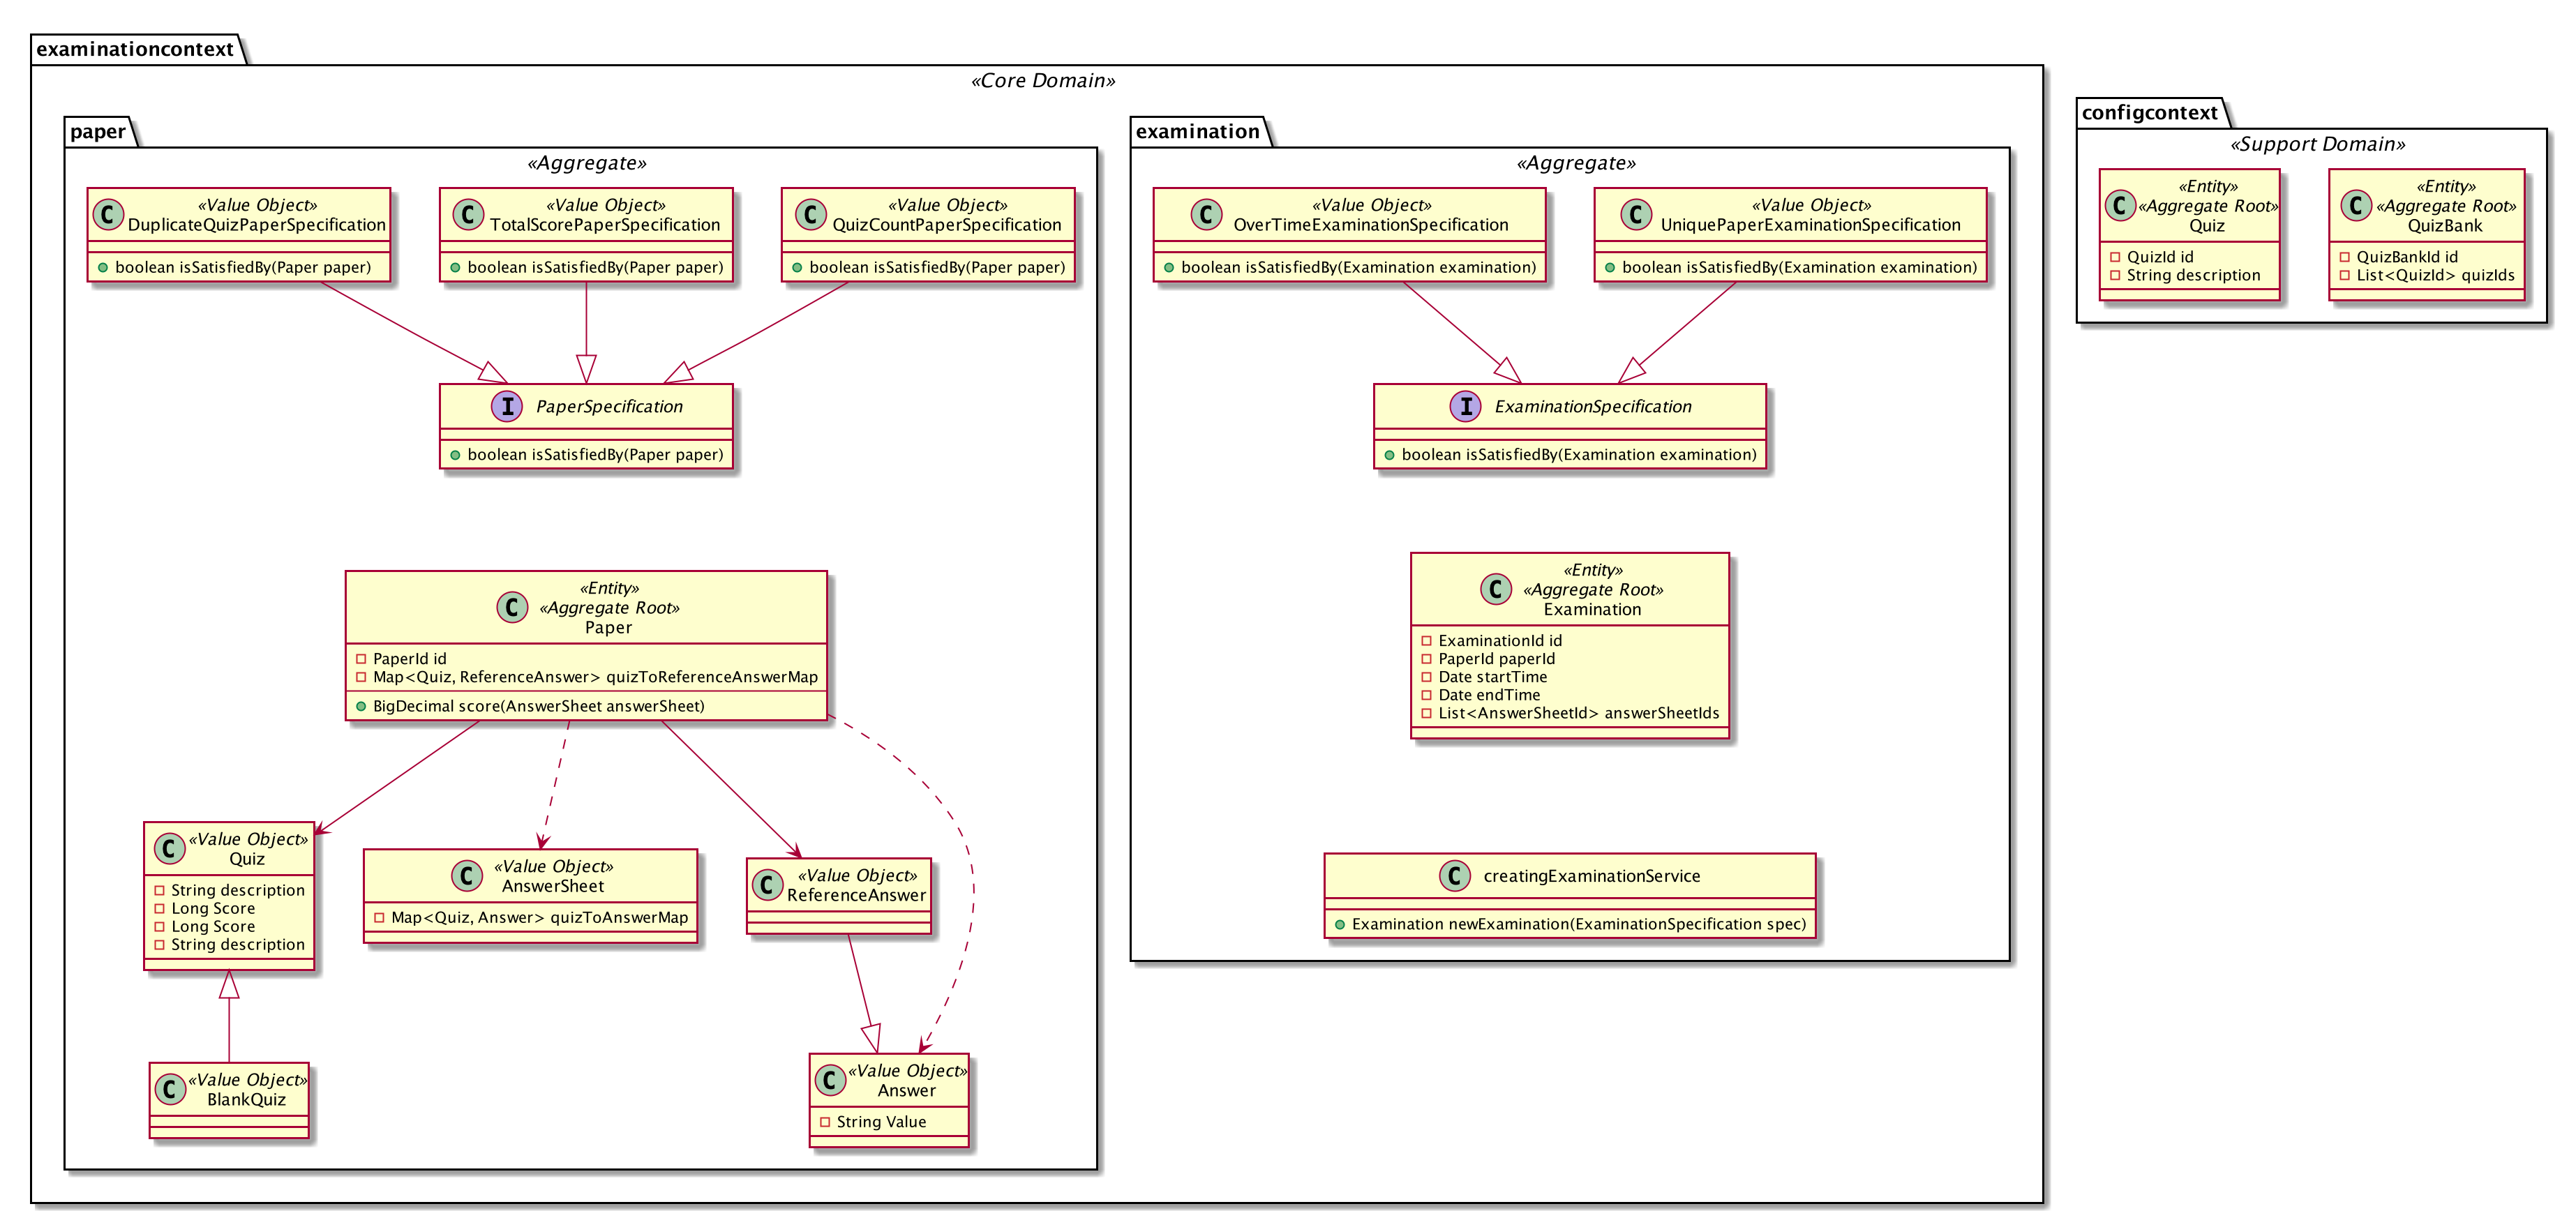 examinationcontext
«Core Domain»
paper
«Aggregate»
C
«Value Object»
DuplicateQuizPaperSpecification
boolean isSatisfiedBy(Paper paper)
C
«Value Object»
TotalScorePaperSpecification
boolean isSatisfiedBy(Paper paper)
C
«Value Object»
QuizCountPaperSpecification
boolean isSatisfiedBy(Paper paper)
I
PaperSpecification
boolean isSatisfiedBy(Paper paper)
C
«Entity»
«Aggregate Root»
Paper
PaperId id
Map<Quiz, ReferenceAnswer> quizToReferenceAnswerMap
BigDecimal score(AnswerSheet answerSheet)
C
«Value Object»
Quiz
String description
Long Score
Long Score
String description
C
«Value Object»
AnswerSheet
Map<Quiz, Answer> quizToAnswerMap
C
«Value Object»
ReferenceAnswer
C
«Value Object»
BlankQuiz
C
«Value Object»
Answer
String Value
examination
«Aggregate»
C
«Value Object»
OverTimeExaminationSpecification
boolean isSatisfiedBy(Examination examination)
C
«Value Object»
UniquePaperExaminationSpecification
boolean isSatisfiedBy(Examination examination)
I
ExaminationSpecification
boolean isSatisfiedBy(Examination examination)
C
«Entity»
«Aggregate Root»
Examination
ExaminationId id
PaperId paperId
Date startTime
Date endTime
List<AnswerSheetId> answerSheetIds
C
creatingExaminationService
Examination newExamination(ExaminationSpecification spec)
configcontext
«Support Domain»
C
«Entity»
«Aggregate Root»
Quiz
QuizId id
String description
C
«Entity»
«Aggregate Root»
QuizBank
QuizBankId id
List<QuizId> quizIds